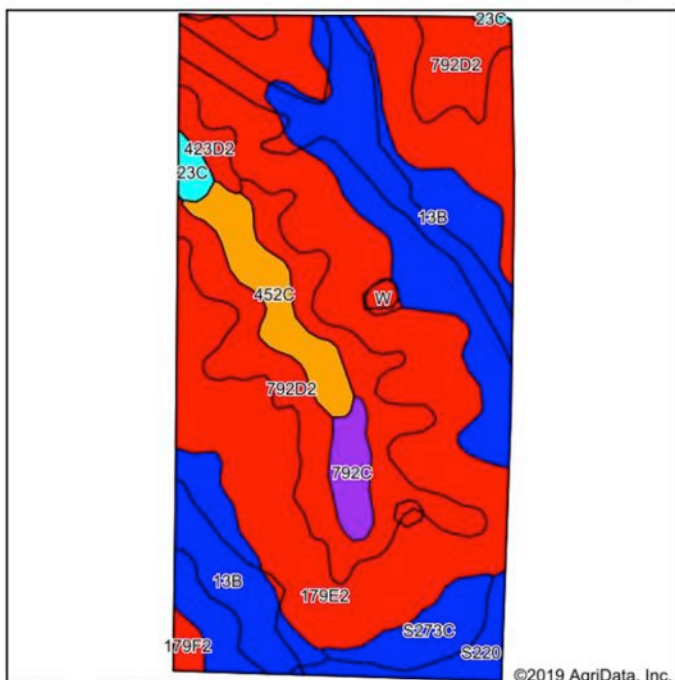 23C
792D2
423D2
23C
13B
452C
W
792D2
792C
13B
179E2
S273C
179F2
S220
©2019 AgriData, Inc.